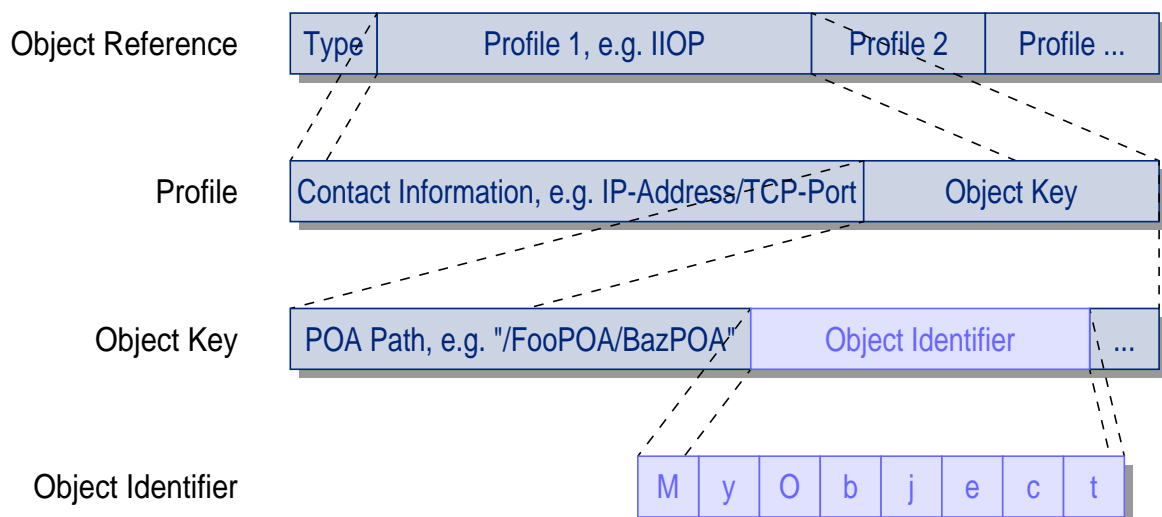 Object Reference Type Profile 1, e.g. IIOP Profile 2 Profile ...
Profile Contact Information, e.g. IP-Address/TCP-Port Object Key
Object Key POA Path, e.g. "/FooPOA/BazPOA" Object Identifier ...
Object Identifier M y O b j e c t